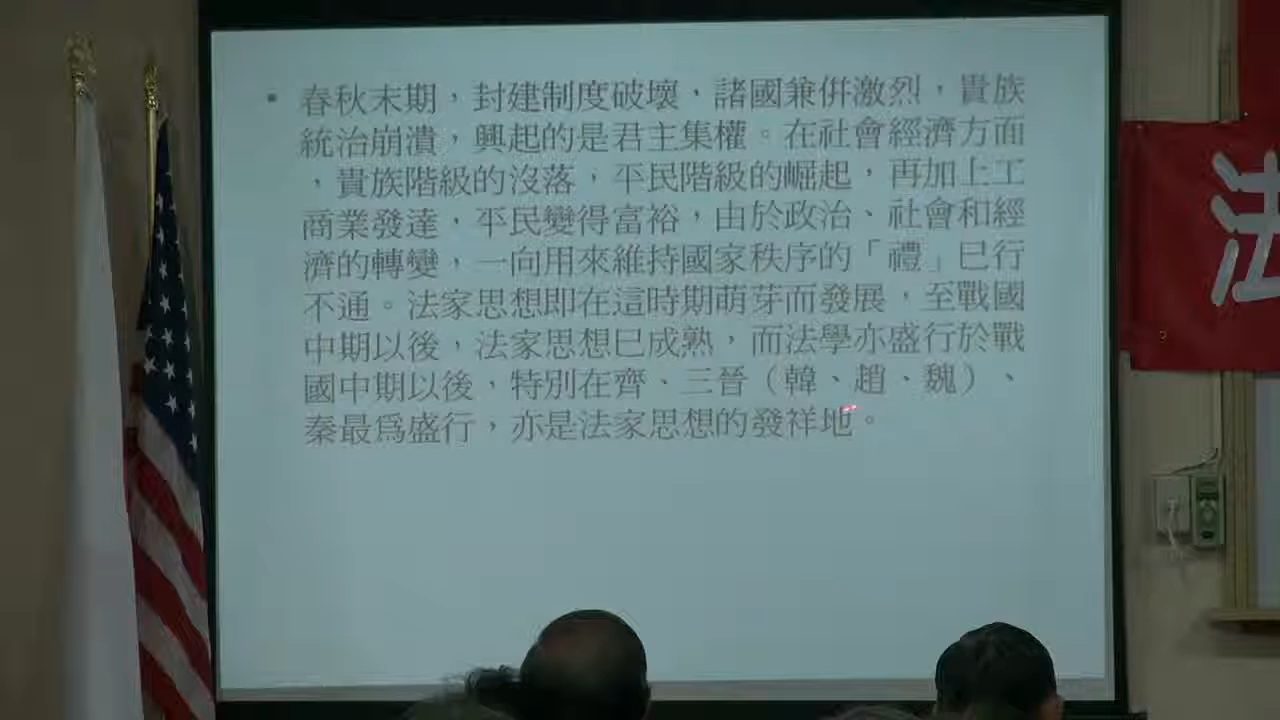 ▪ 春秋末期，封建制度破壞，諸國兼併激烈，貴族
統治崩潰，興起的是君主集權。在社會經濟方面
，貴族階級的沒落，平民階級的崛起，再加上工
商業發達，平民變得富裕，由於政治、社會和經
濟的轉變，一向用來維持國家秩序的「禮」已行
不通。法家思想即在這時期萌芽而發展，至戰國
中期以後，法家思想已成熟，而法學亦盛行於戰
國中期以後，特別在齊、三晉（韓、趙、魏）、
秦最為盛行，亦是法家思想的發祥地。
法